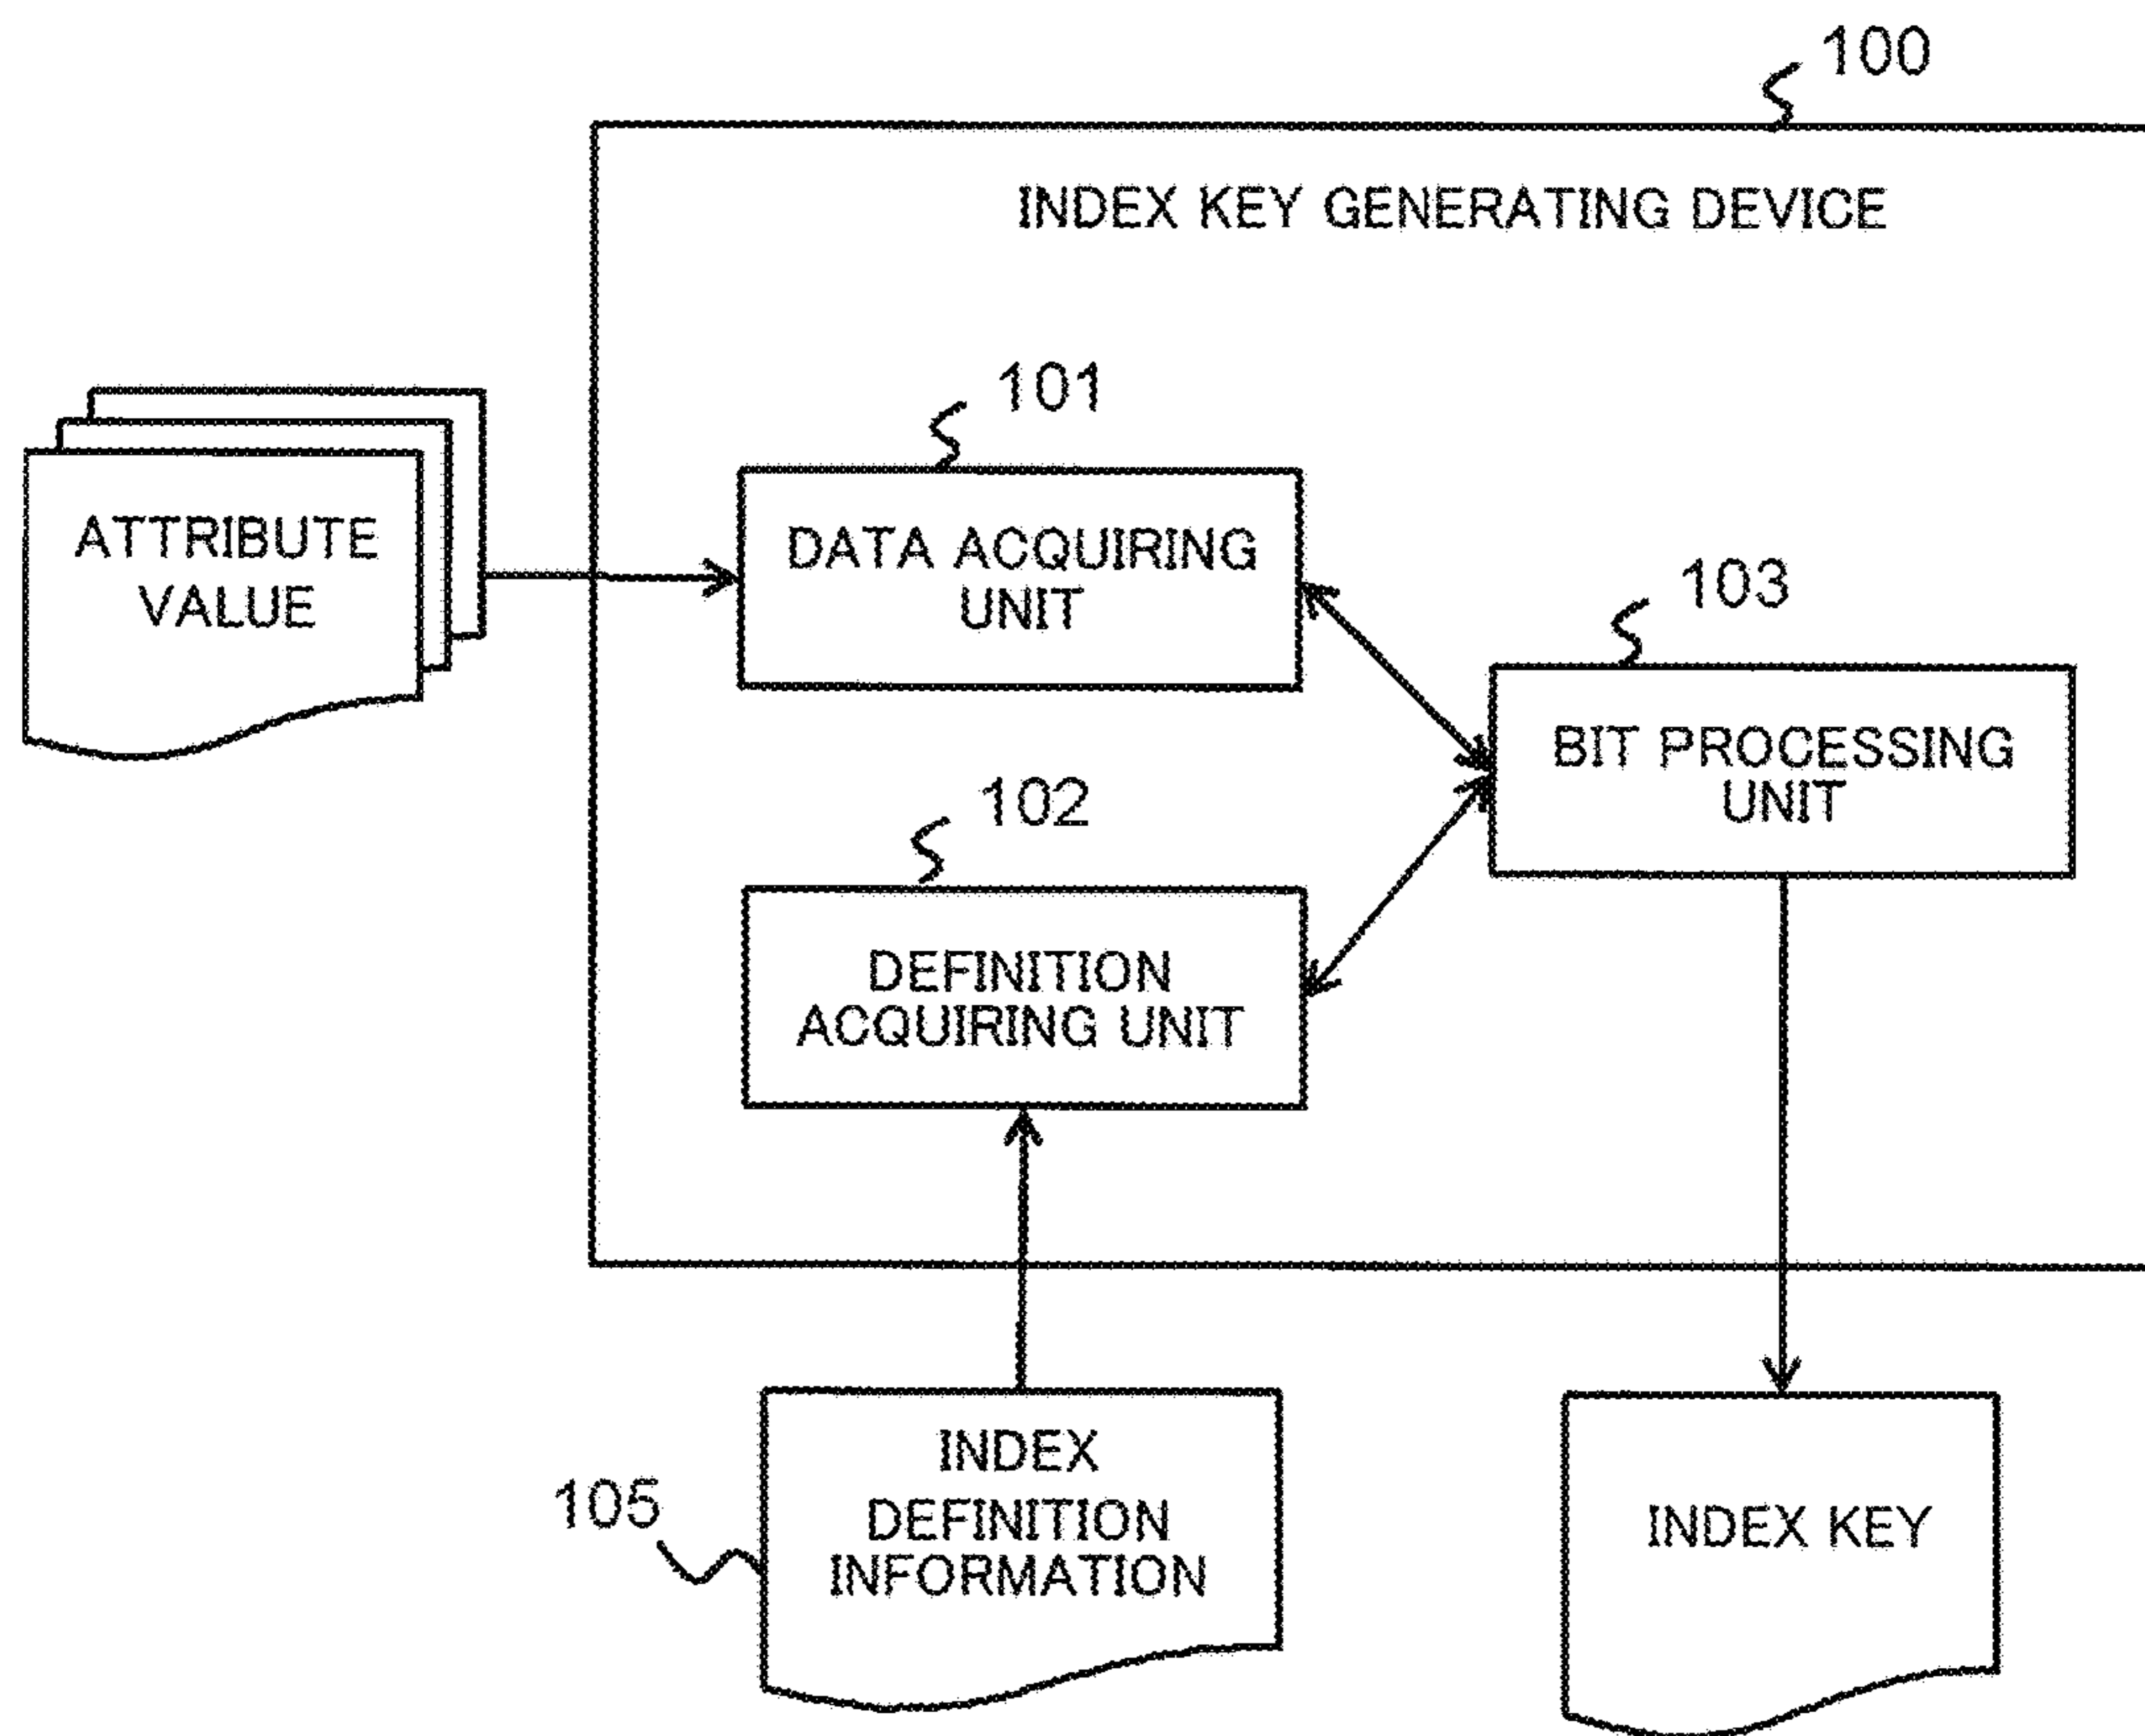 100
INDEX KEY GENERATING DEVICE
101
ATTRIBUTE
VALUE
DATA ACQUIRING
UNIT
103
BIT PROCESSING
UNIT
102
DEFINITION
ACQUIRING UNIT
105
INDEX
DEFINITION
INFORMATION
INDEX KEY